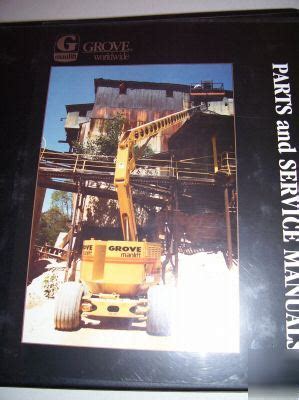 G
manlift
GROVE
worldwide
PARTS and SERVICE MANUALS
GROVE
manlift